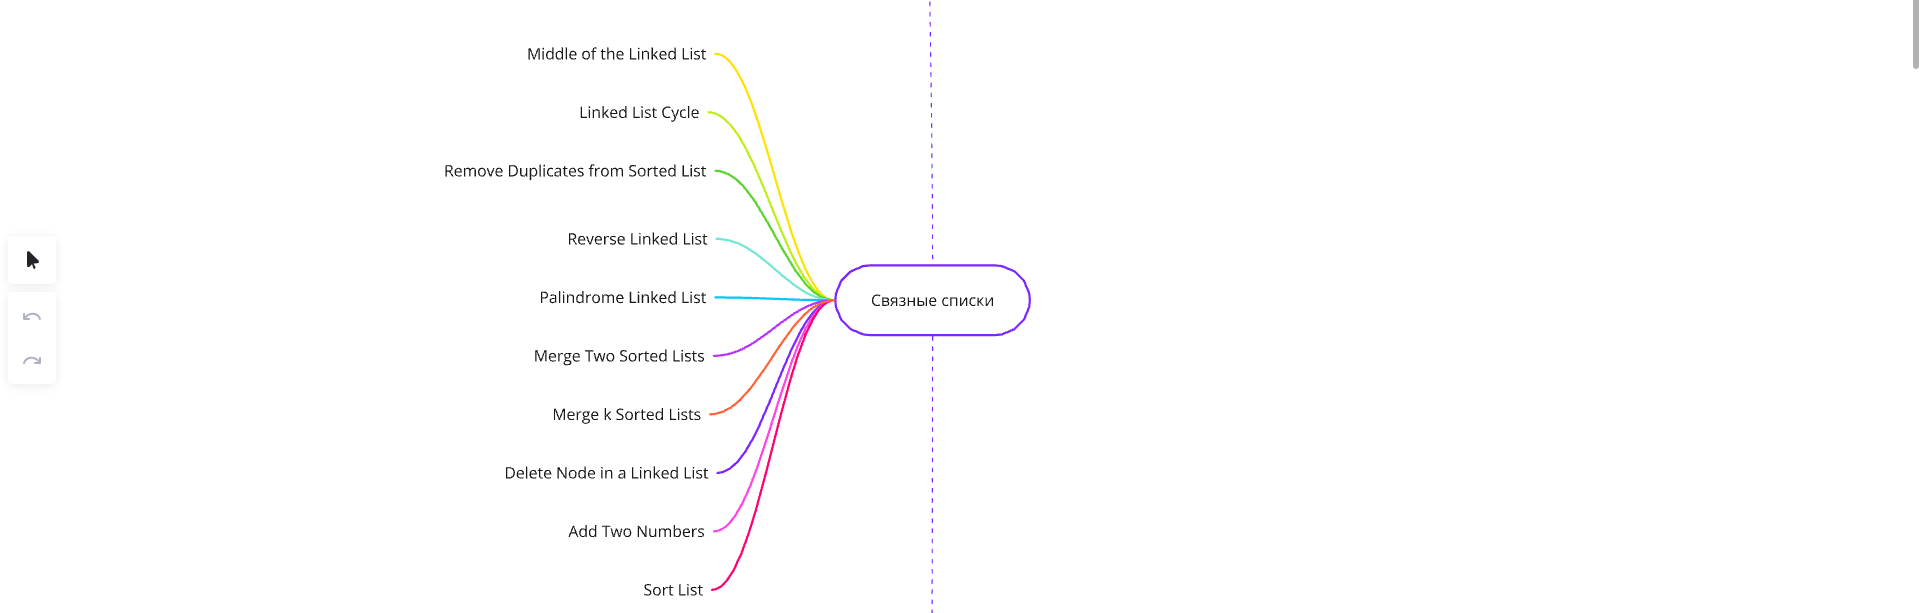 Middle of the Linked List
Linked List Cycle
Remove Duplicates from Sorted List
Reverse Linked List
Palindrome Linked List
Связные списки
Merge Two Sorted Lists
Merge k Sorted Lists
Delete Node in a Linked List
Add Two Numbers
Sort List